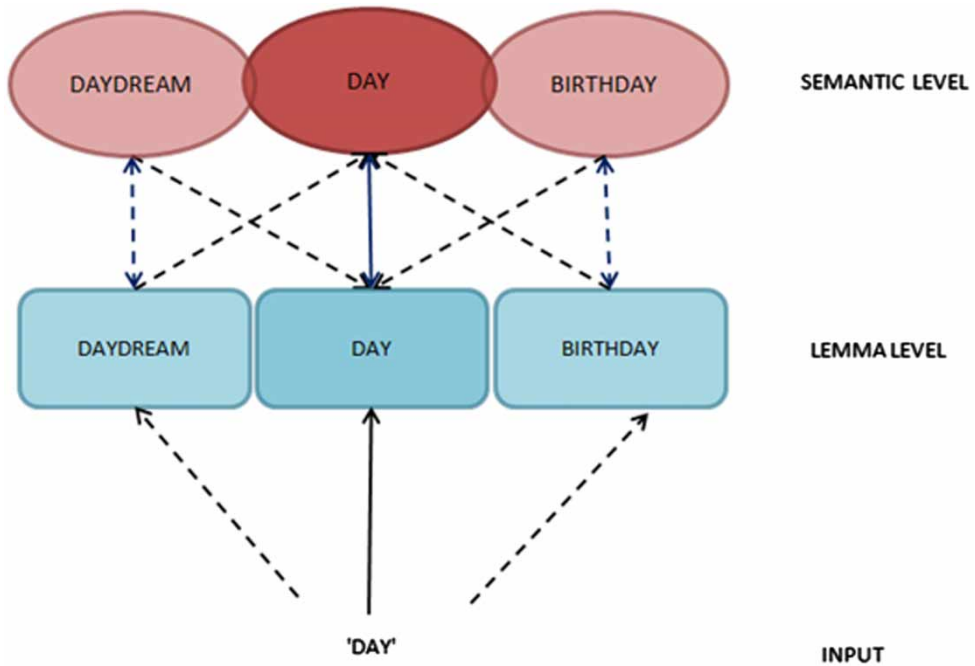 DAYDREAM DAY BIRTHDAY SEMANTIC LEVEL
DAYDREAM DAY BIRTHDAY LEMMA LEVEL
'DAY' INPUT